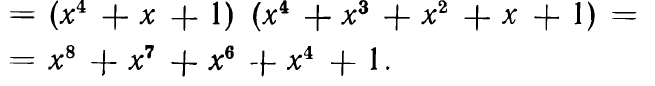 = (x⁴ + x + 1) (x⁴ + x³ + x² + x + 1) =
= x⁸ + x⁷ + x⁶ + x⁴ + 1.